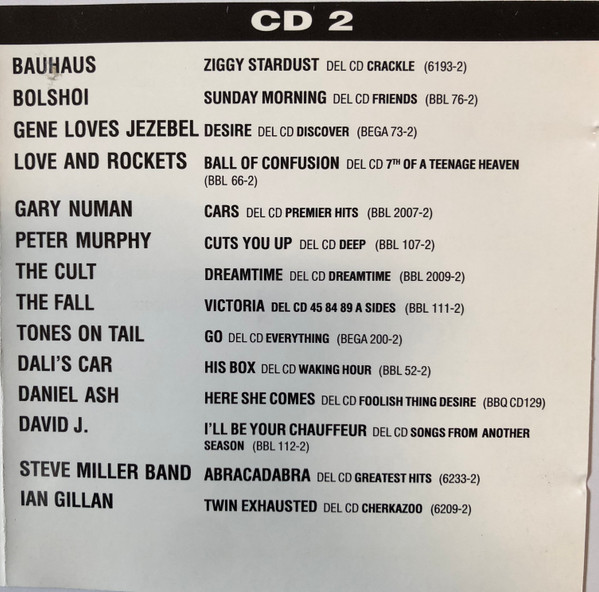 CD 2
BAUHAUS ZIGGY STARDUST DEL CD CRACKLE (6193-2)
BOLSHOI SUNDAY MORNING DEL CD FRIENDS (BBL 76-2)
GENE LOVES JEZEBEL DESIRE DEL CD DISCOVER (BEGA 73-2)
LOVE AND ROCKETS BALL OF CONFUSION DEL CD 7TH OF A TEENAGE HEAVEN
(BBL 66-2)
GARY NUMAN CARS DEL CD PREMIER HITS (BBL 2007-2)
PETER MURPHY CUTS YOU UP DEL CD DEEP (BBL 107-2)
THE CULT DREAMTIME DEL CD DREAMTIME (BBL 2009-2)
THE FALL VICTORIA DEL CD 45 84 89 A SIDES (BBL 111-2)
TONES ON TAIL GO DEL CD EVERYTHING (BEGA 200-2)
DALI'S CAR HIS BOX DEL CD WAKING HOUR (BBL 52-2)
DANIEL ASH HERE SHE COMES DEL CD FOOLISH THING DESIRE (BBQ CD129)
DAVID J. I'LL BE YOUR CHAUFFEUR DEL CD SONGS FROM ANOTHER
SEASON (BBL 112-2)
STEVE MILLER BAND ABRACADABRA DEL CD GREATEST HITS (6233-2)
IAN GILLAN TWIN EXHAUSTED DEL CD CHERKAZOO (6209-2)